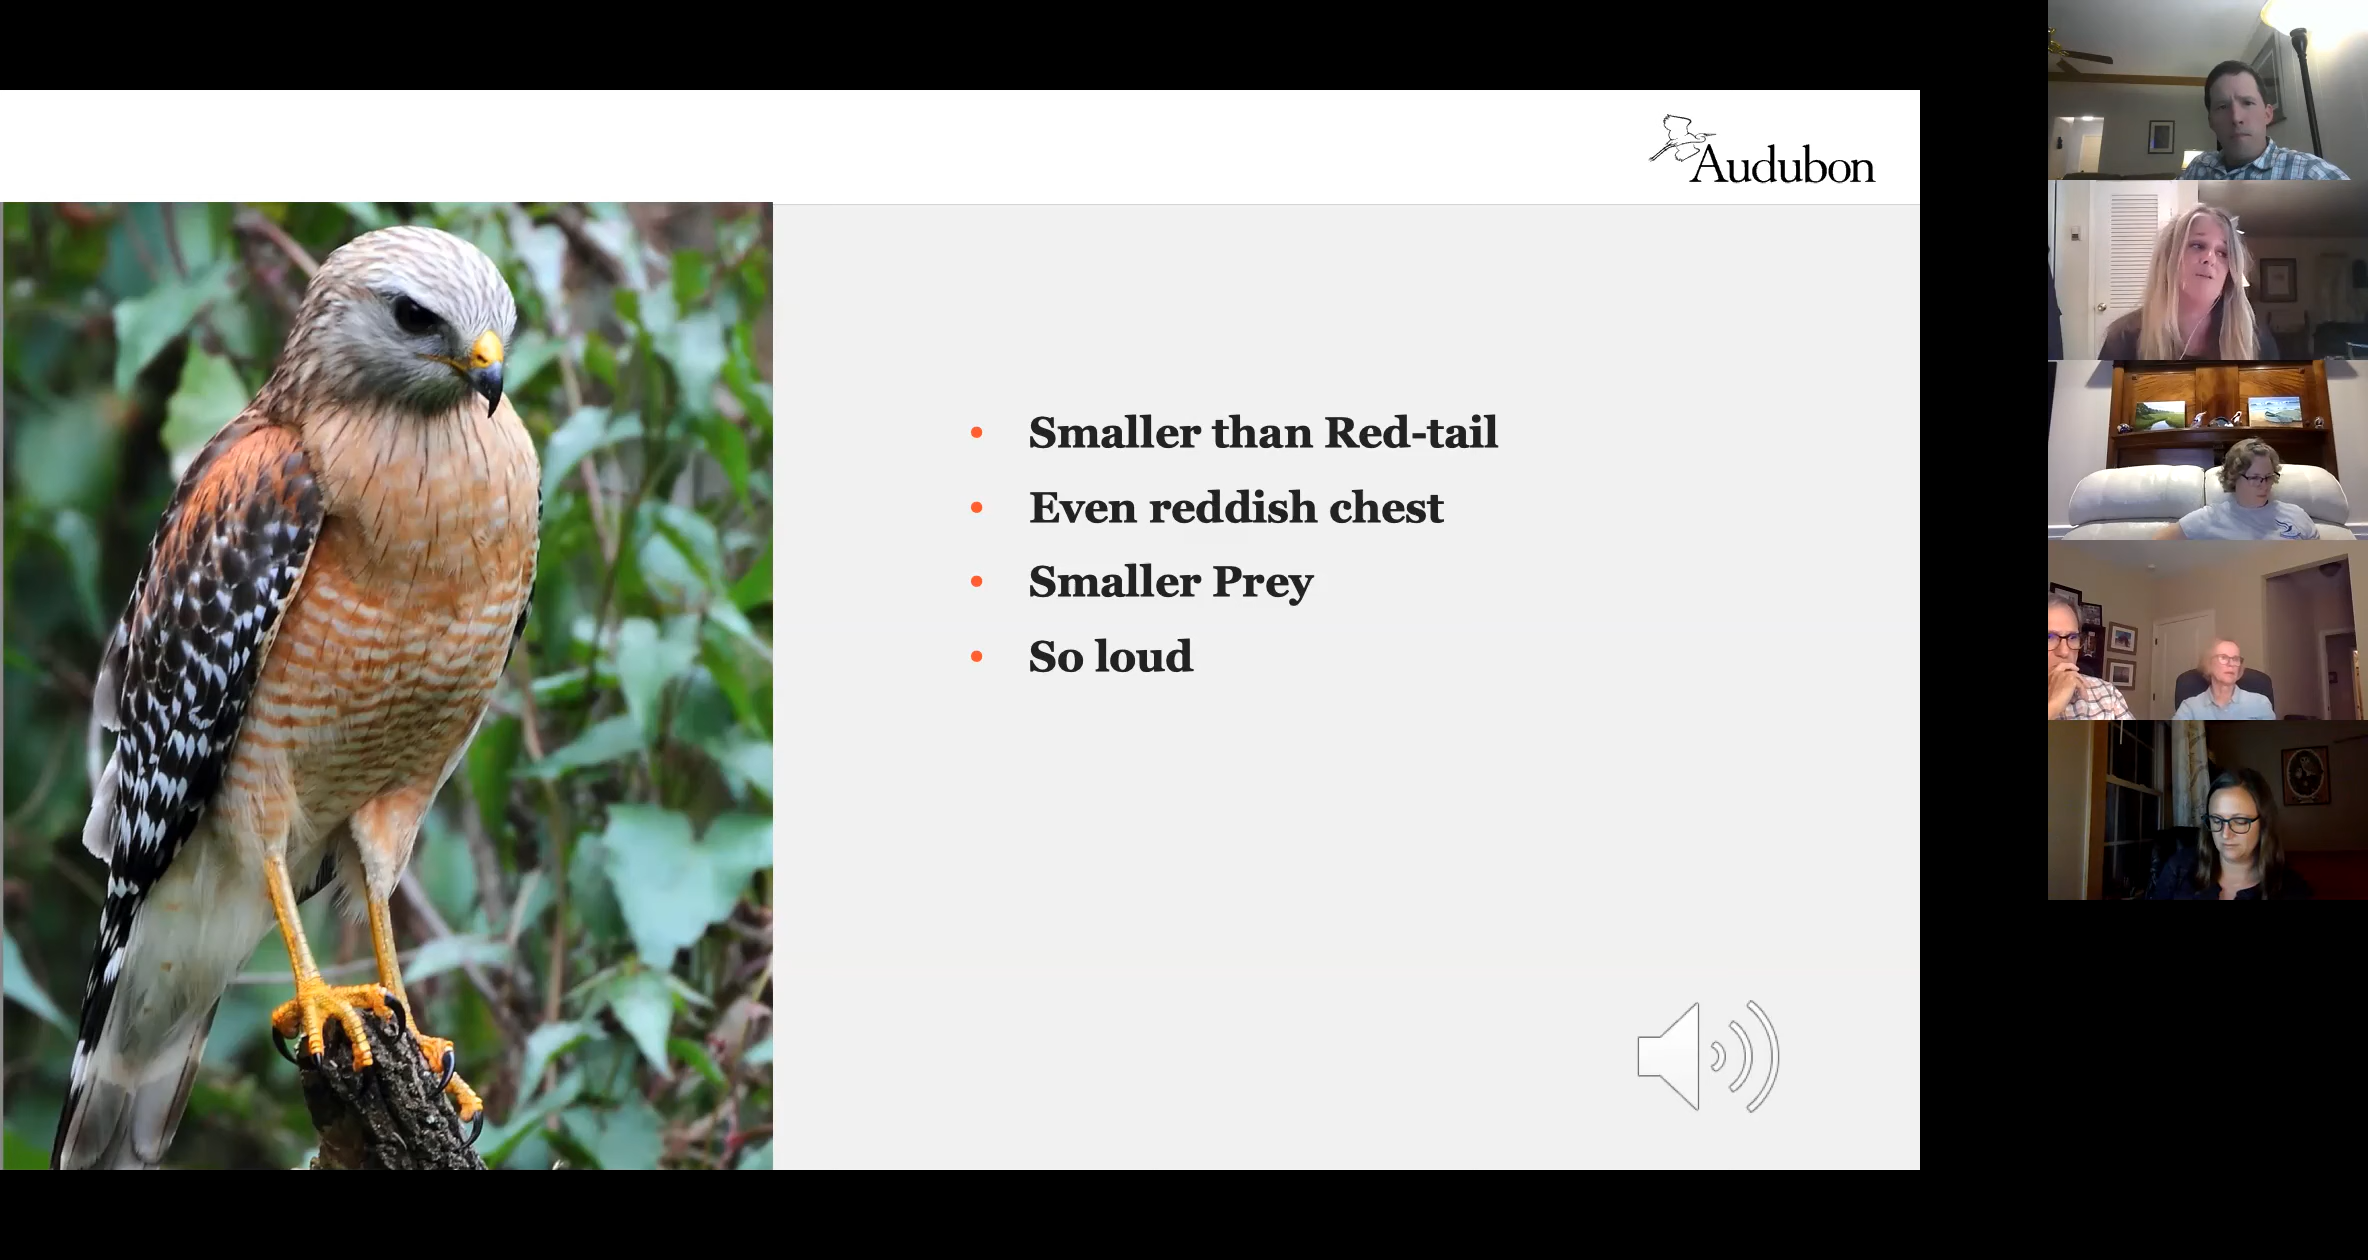 Audubon
• Smaller than Red-tail
• Even reddish chest
• Smaller Prey
• So loud